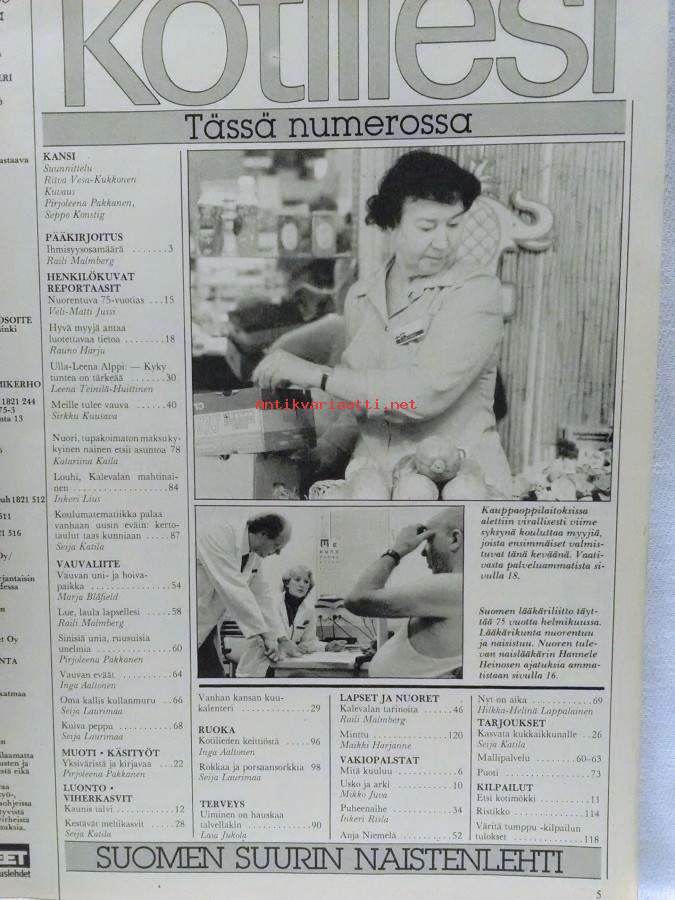 Kotiliesi
Tässä numerossa
KANSI
Suunnittelu
Ritva Vesa-Kukkonen
Kuvaus
Pirjoleena Pakkanen,
Seppo Konstig
PÄÄKIRJOITUS
Ihmisyysosamäärä .......3
Raili Malmberg
HENKILÖKUVAT
REPORTAASIT
Nuorentuva 75-vuotias ...15
Veli-Matti Jussi
Hyvä myyjä antaa
luotettavaa tietoa ........18
Rauno Harju
Ulla-Leena Alppi: — Kyky
tuntea on tärkeää ........30
Leena Teinilä-Huittinen
Meille tulee vauva ......40
Sirkku Kuusava
Nuori, tupakoimaton maksuky-
kyinen nainen etsii asuntoa 78
Katariina Kaila
Louhi, Kalevalan mahtinai-
nen ..................84
Inkeri Lius
Koulumatematiikka palaa
vanhaan uusin eväin: kerto-
taulut taas kunniaan .....87
Seija Katila
VAUVALIITE
Vauvan uni- ja hoiva-
paikka ................54
Marja Blåfield
Lue, laula lapsellesi .....58
Raili Malmberg
Sinisiä unia, ruusuisia
unelmia ...............60
Pirjoleena Pakkanen
Vauvan eväät ..........64
Inga Aaltonen
Oma kallis kullanmuru ..66
Seija Laurimaa
Kuiva peppu ..........68
Seija Laurimaa
MUOTI • KÄSITYÖT
Yksiväristä ja kirjavaa ...22
Pirjoleena Pakkanen
LUONTO •
VIHERKASVIT
Kaunis talvi ............12
Kestävät mehikasvit .....28
Seija Katila
antikvariaatti.net
Kauppaoppilaitoksissa
alettiin virallisesti viime
syksynä kouluttaa myyjiä,
joista ensimmäiset valmis-
tuvat tänä keväänä. Vaati-
vasta palveluammatista si-
vulla 18.
Suomen lääkäriliitto täyt-
tää 75 vuotta helmikuussa.
Lääkärikunta nuorentuu
ja naisistuu. Nuoren tule-
van naislääkärin Hannele
Heinosen ajatuksia amma-
tistaan sivulla 16.
Vanhan kansan kuu-
kalenteri ..............29
RUOKA
Kotilieden keittiöstä .....96
Inga Aaltonen
Rokkaa ja porsaansorkkia 98
Seija Laurimaa
TERVEYS
Uiminen on hauskaa
talvellakin .............90
Lasa Jukola
LAPSET JA NUORET
Kalevalan tarinoita ......46
Raili Malmberg
Minttu ................120
Maikki Harjanne
VAKIOPALSTAT
Mitä kuuluu ............6
Usko ja arki ...........10
Mikko Juva
Puheenaihe ............34
Inkeri Risla
Anja Niemelä ..........52
Nyt on aika ...........69
Hilkka-Helinä Lappalainen
TARJOUKSET
Kasvata kukkaikkunalle ..26
Seija Katila
Mallipalvelu .......60—63
Puoti .................73
KILPAILUT
Etsi kotimökki .........11
Ristikko ..............114
Väritä tumppu -kilpailun
tulokset ..............118
SUOMEN SUURIN NAISTENLEHTI
5